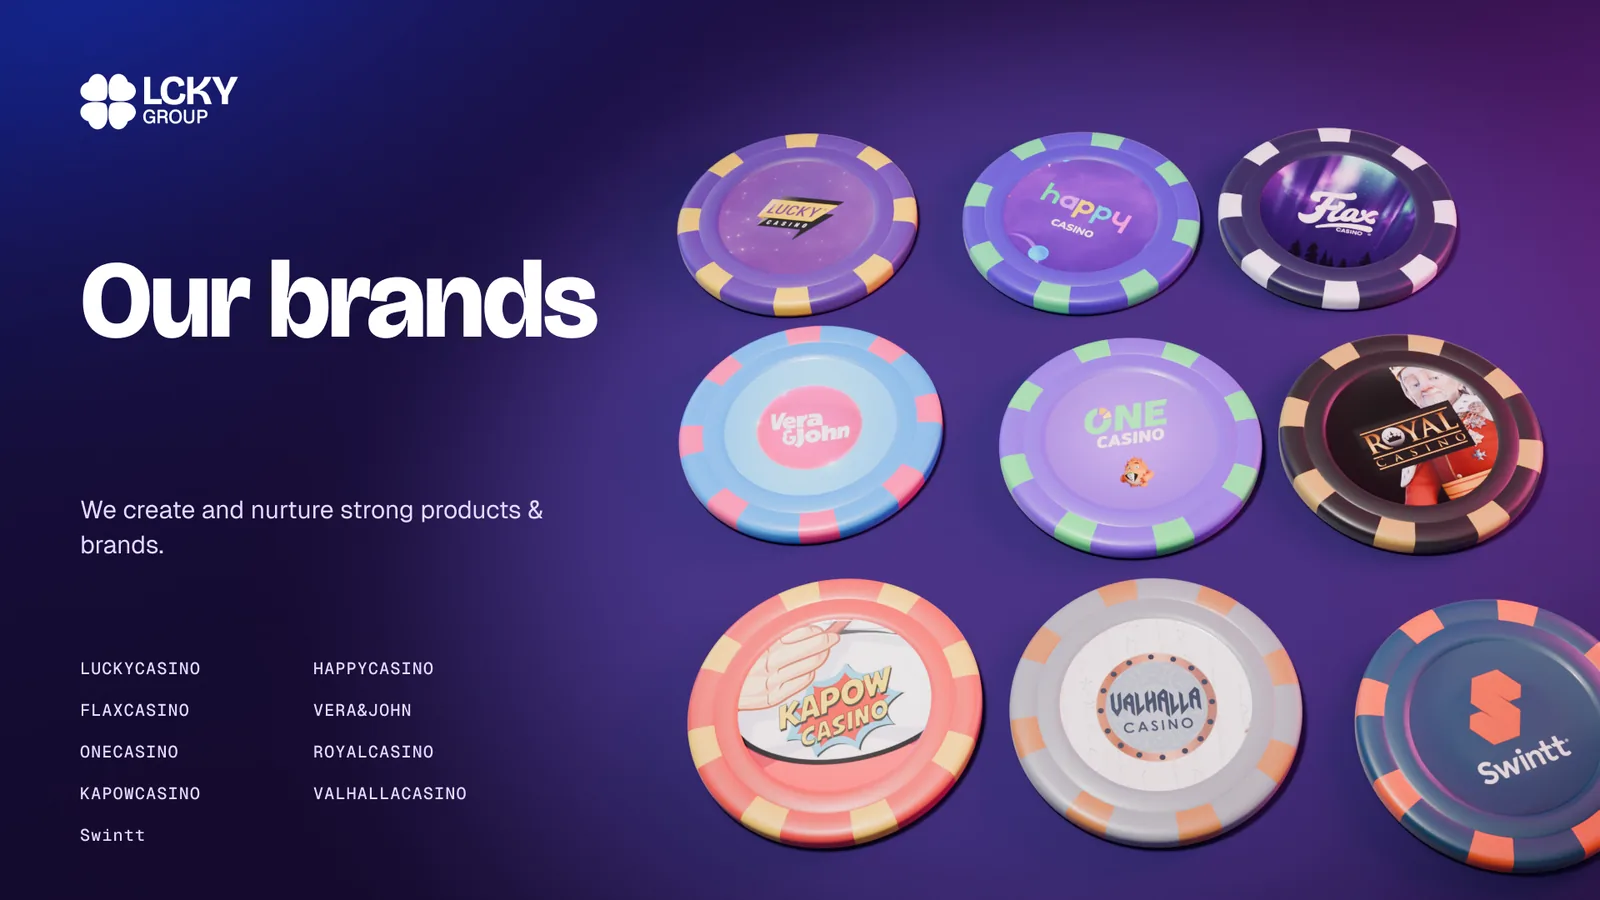 LCKY
GROUP
Our brands
We create and nurture strong products &
brands.
LUCKYCASINO
HAPPYCASINO
FLAXCASINO
VERA&JOHN
ONECASINO
ROYALCASINO
KAPOWCASINO
VALHALLACASINO
Swintt
LUCKY
CASINO
happy
CASINO
Flax
CASINO
Vera
&John
ONE
CASINO
ROYAL
CASINO
KAPOW
CASINO
VALHALLA
CASINO
Swintt